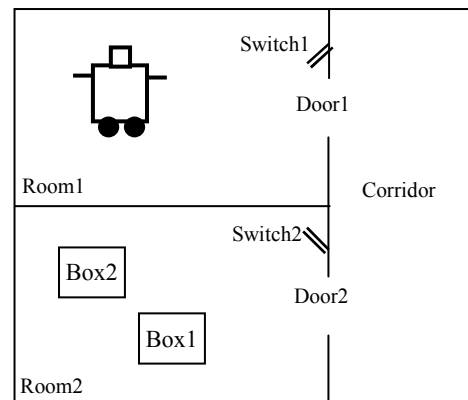 Switch1
Door1
Room1
Corridor
Switch2
Box2
Door2
Box1
Room2